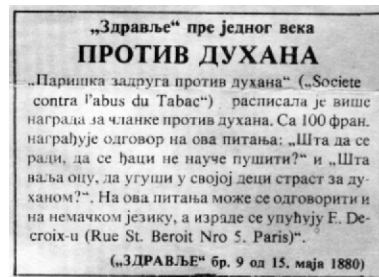 „Здравље“ пре једног века
ПРОТИВ ДУХАНА
„Паришка задруга против духана“ („Societe
contra l'abus du Tabac“) расписала је више
награда за чланке против духана. Са 100 фран.
награђује одговор на ова питања: „Шта да се
ради, да се ђаци не науче пушити?“ и „Шта
ваља оцу, да угуши у својој деци страст за ду-
ханом?“. На ова питања може се одговорити и
на немачком језику, а израде се упућују E. De-
croix-u (Rue St. Beroit Nro 5. Paris)“.
(„ЗДРАВЉЕ“ бр. 9 од 15. маја 1880)